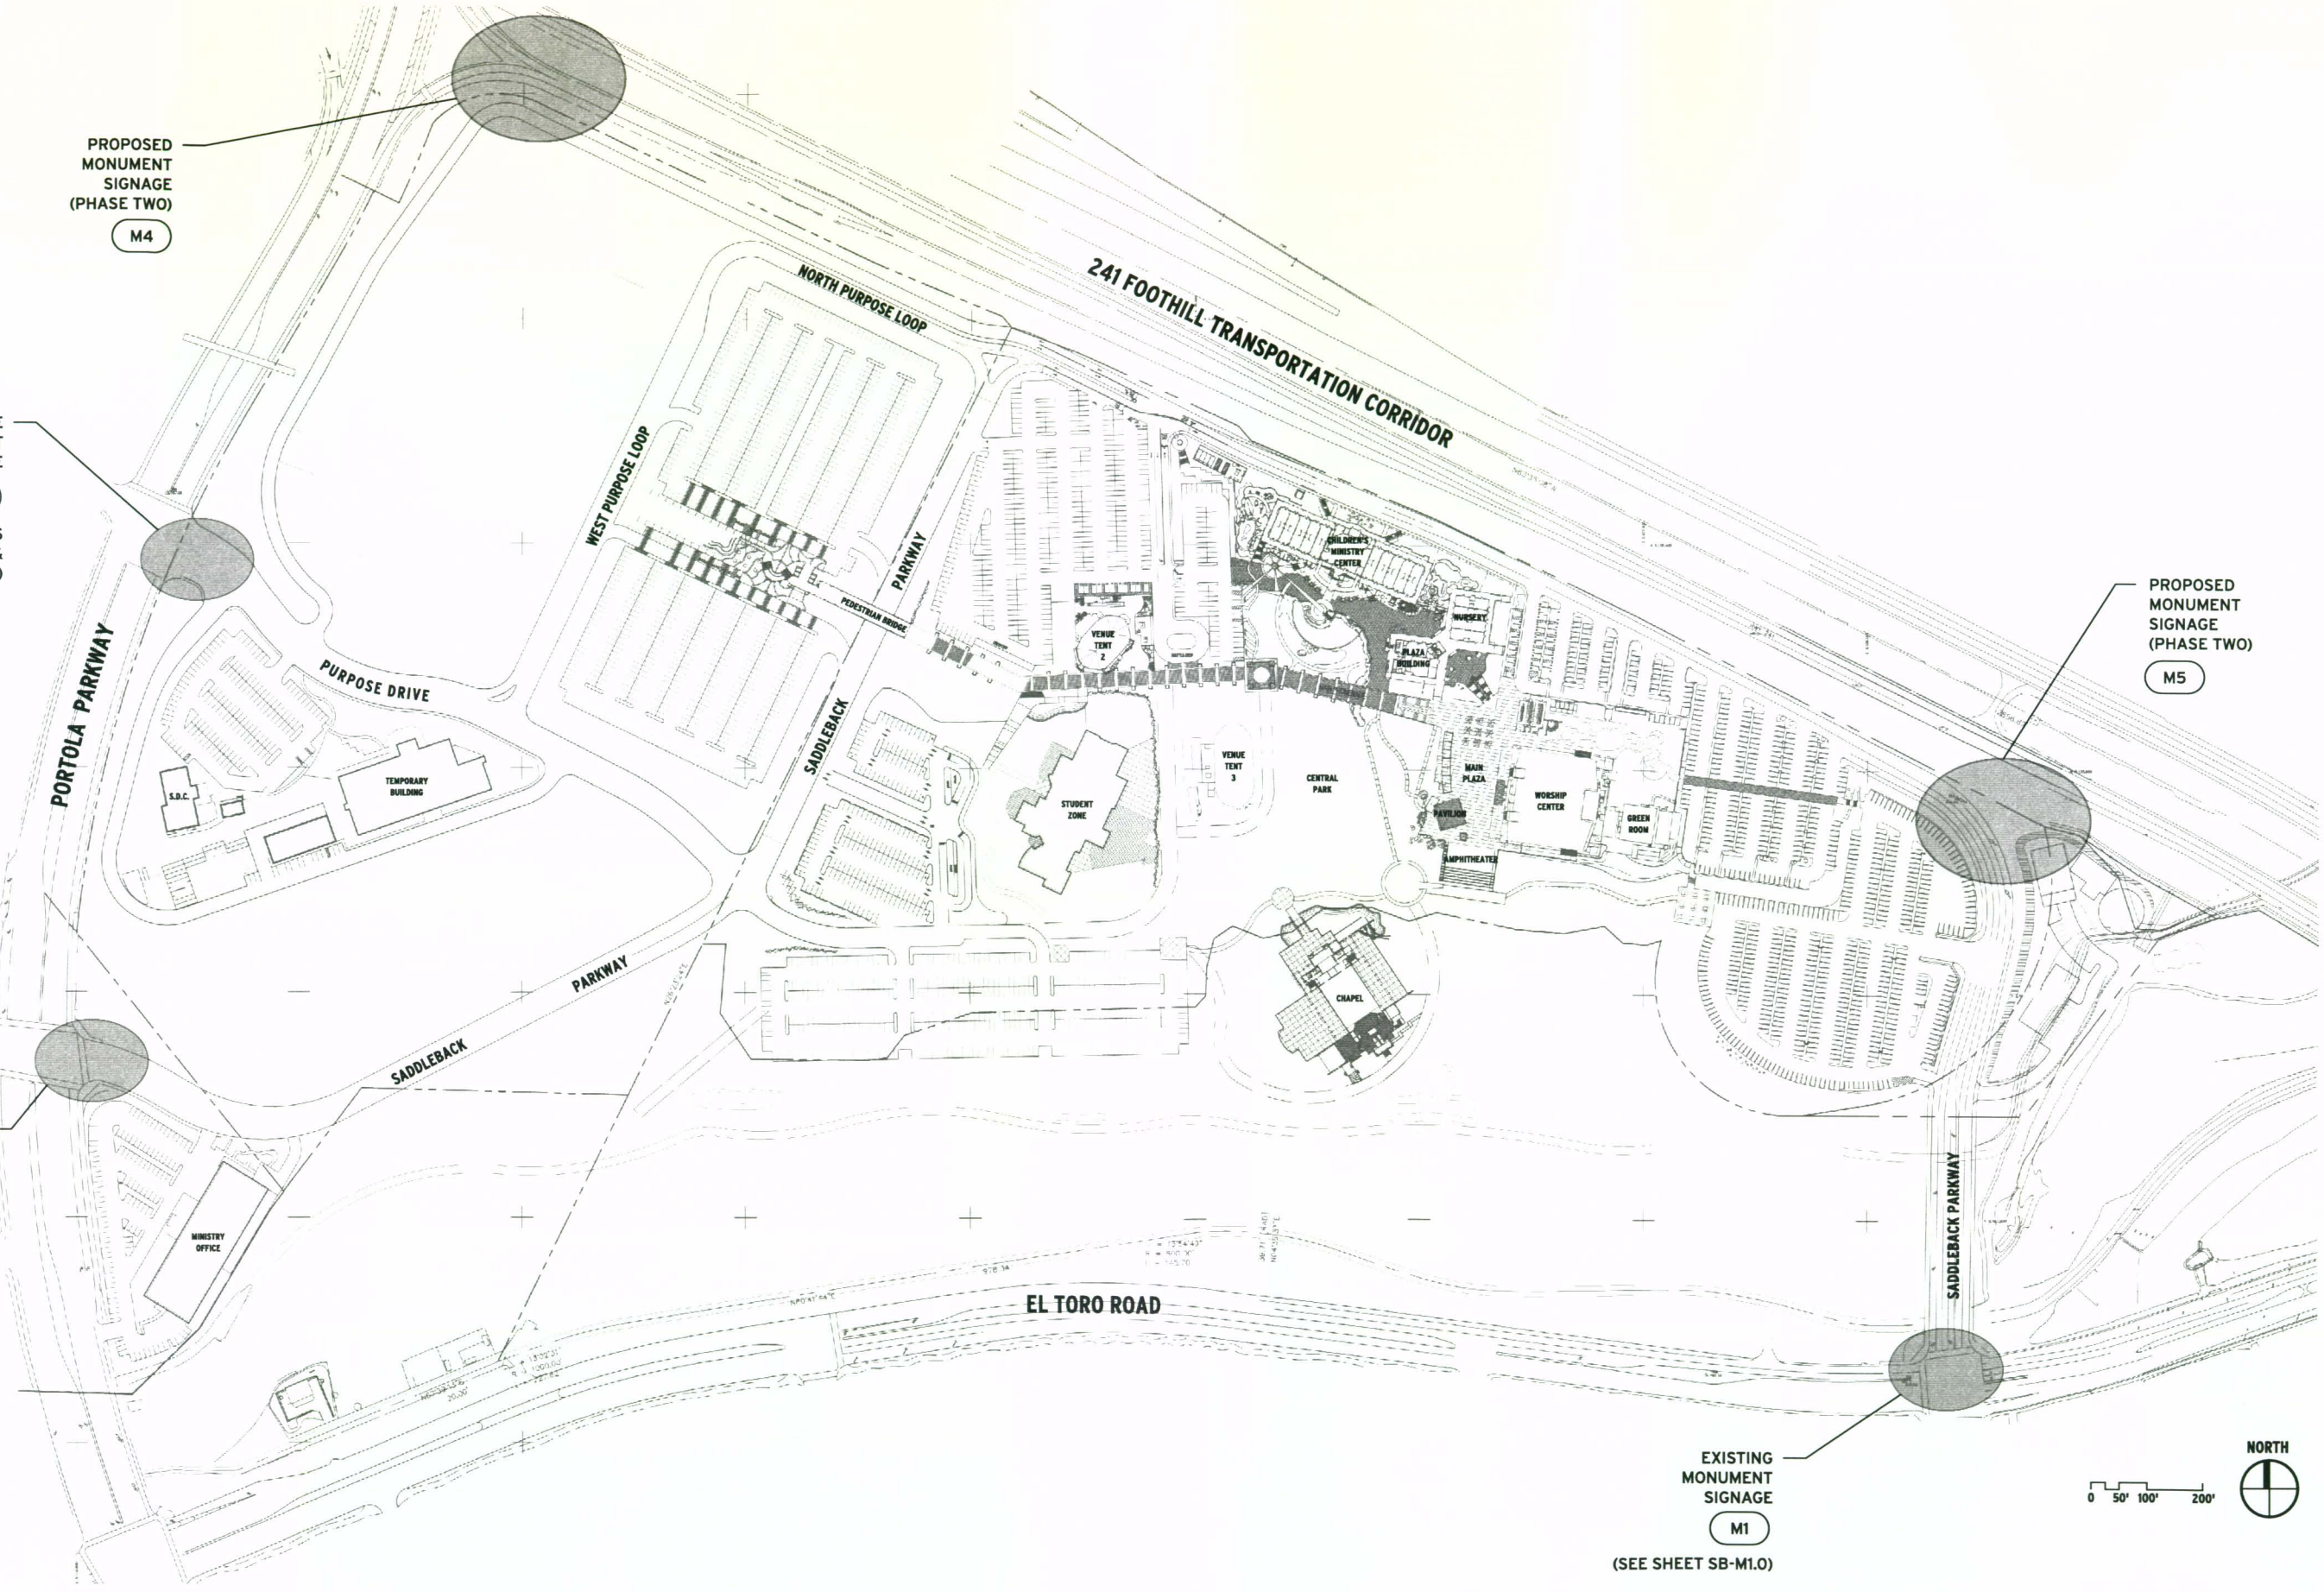 PROPOSED
MONUMENT
SIGNAGE
(PHASE TWO)
M4
241 FOOTHILL TRANSPORTATION CORRIDOR
NORTH PURPOSE LOOP
WEST PURPOSE LOOP
PARKWAY
SADDLEBACK
PEDESTRIAN BRIDGE
CHILDREN'S
MINISTRY
CENTER
NURSERY
PLAZA
BUILDING
VENUE
TENT
2
PROPOSED
MONUMENT
SIGNAGE
(PHASE TWO)
M5
PORTOLA PARKWAY
PURPOSE DRIVE
S.D.C.
TEMPORARY
BUILDING
STUDENT
ZONE
VENUE
TENT
3
CENTRAL
PARK
MAIN
PLAZA
PAVILION
WORSHIP
CENTER
GREEN
ROOM
AMPHITHEATER
CHAPEL
PARKWAY
SADDLEBACK
MINISTRY
OFFICE
SADDLEBACK PARKWAY
EL TORO ROAD
EXISTING
MONUMENT
SIGNAGE
M1
(SEE SHEET SB-M1.0)
0 50' 100' 200'
NORTH